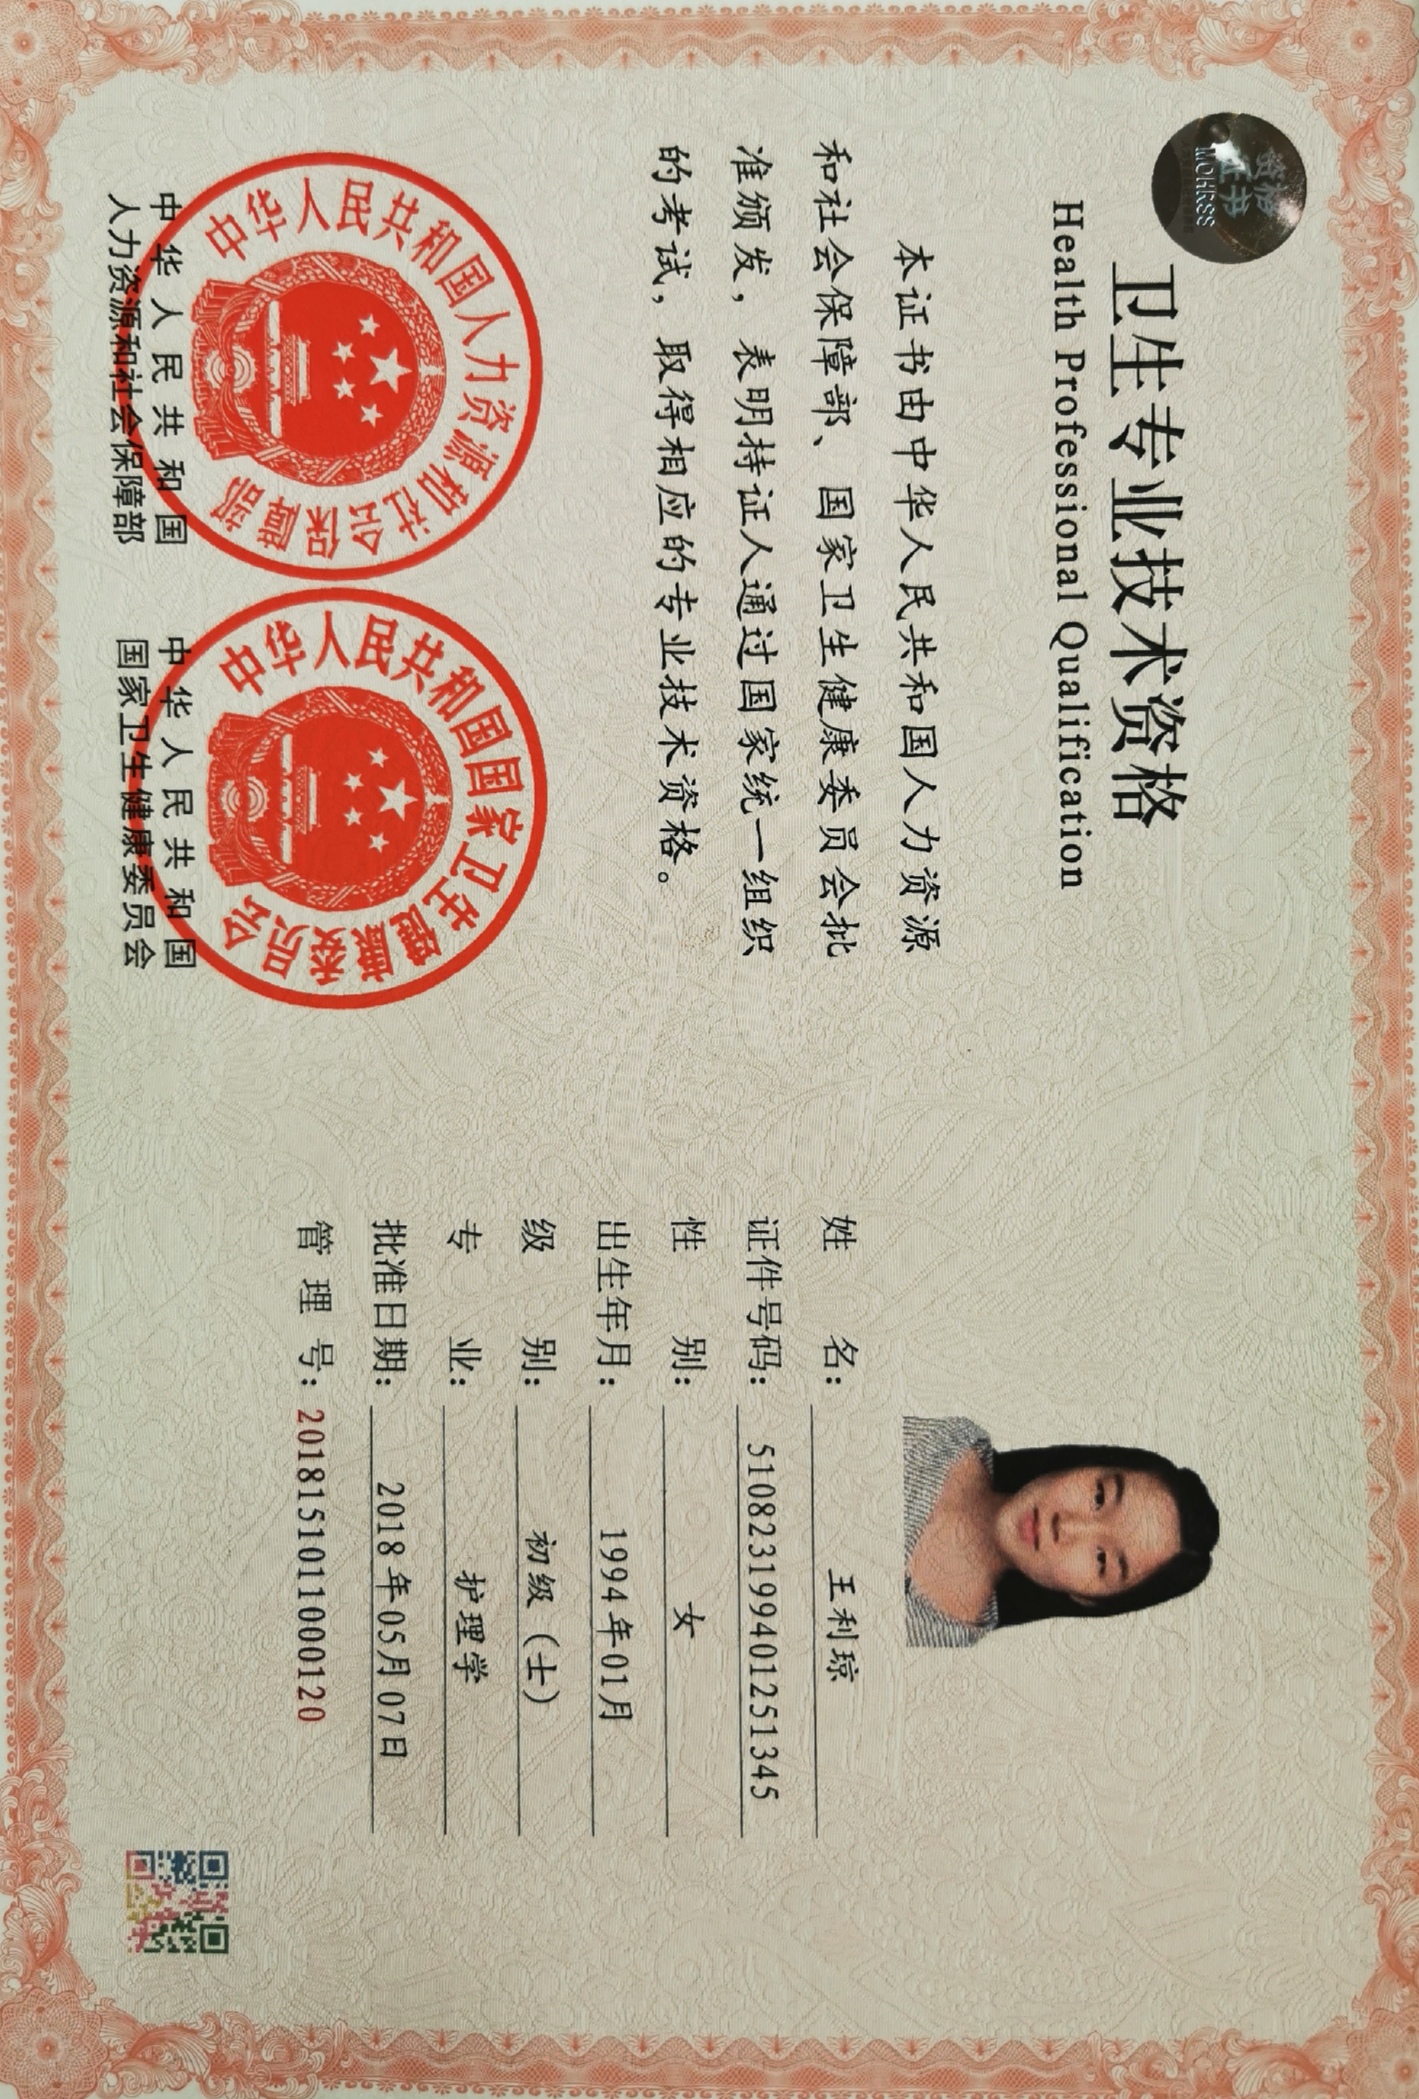 资格
证书
MOHRSS
卫生专业技术资格
Health Professional Qualification
本证书由中华人民共和国人力资源
和社会保障部、国家卫生健康委员会批
准颁发，表明持证人通过国家统一组织
的考试，取得相应的专业技术资格。
中华人民共和国人力资源和社会保障部
中华人民共和国
人力资源和社会保障部
中华人民共和国国家卫生健康委员会
中华人民共和国
国家卫生健康委员会
姓名：王利琼
证件号码：510823199401251345
性别：女
出生年月：1994年01月
级别：初级（士）
专业：护理学
批准日期：2018年05月07日
管理号：20181510110001​20